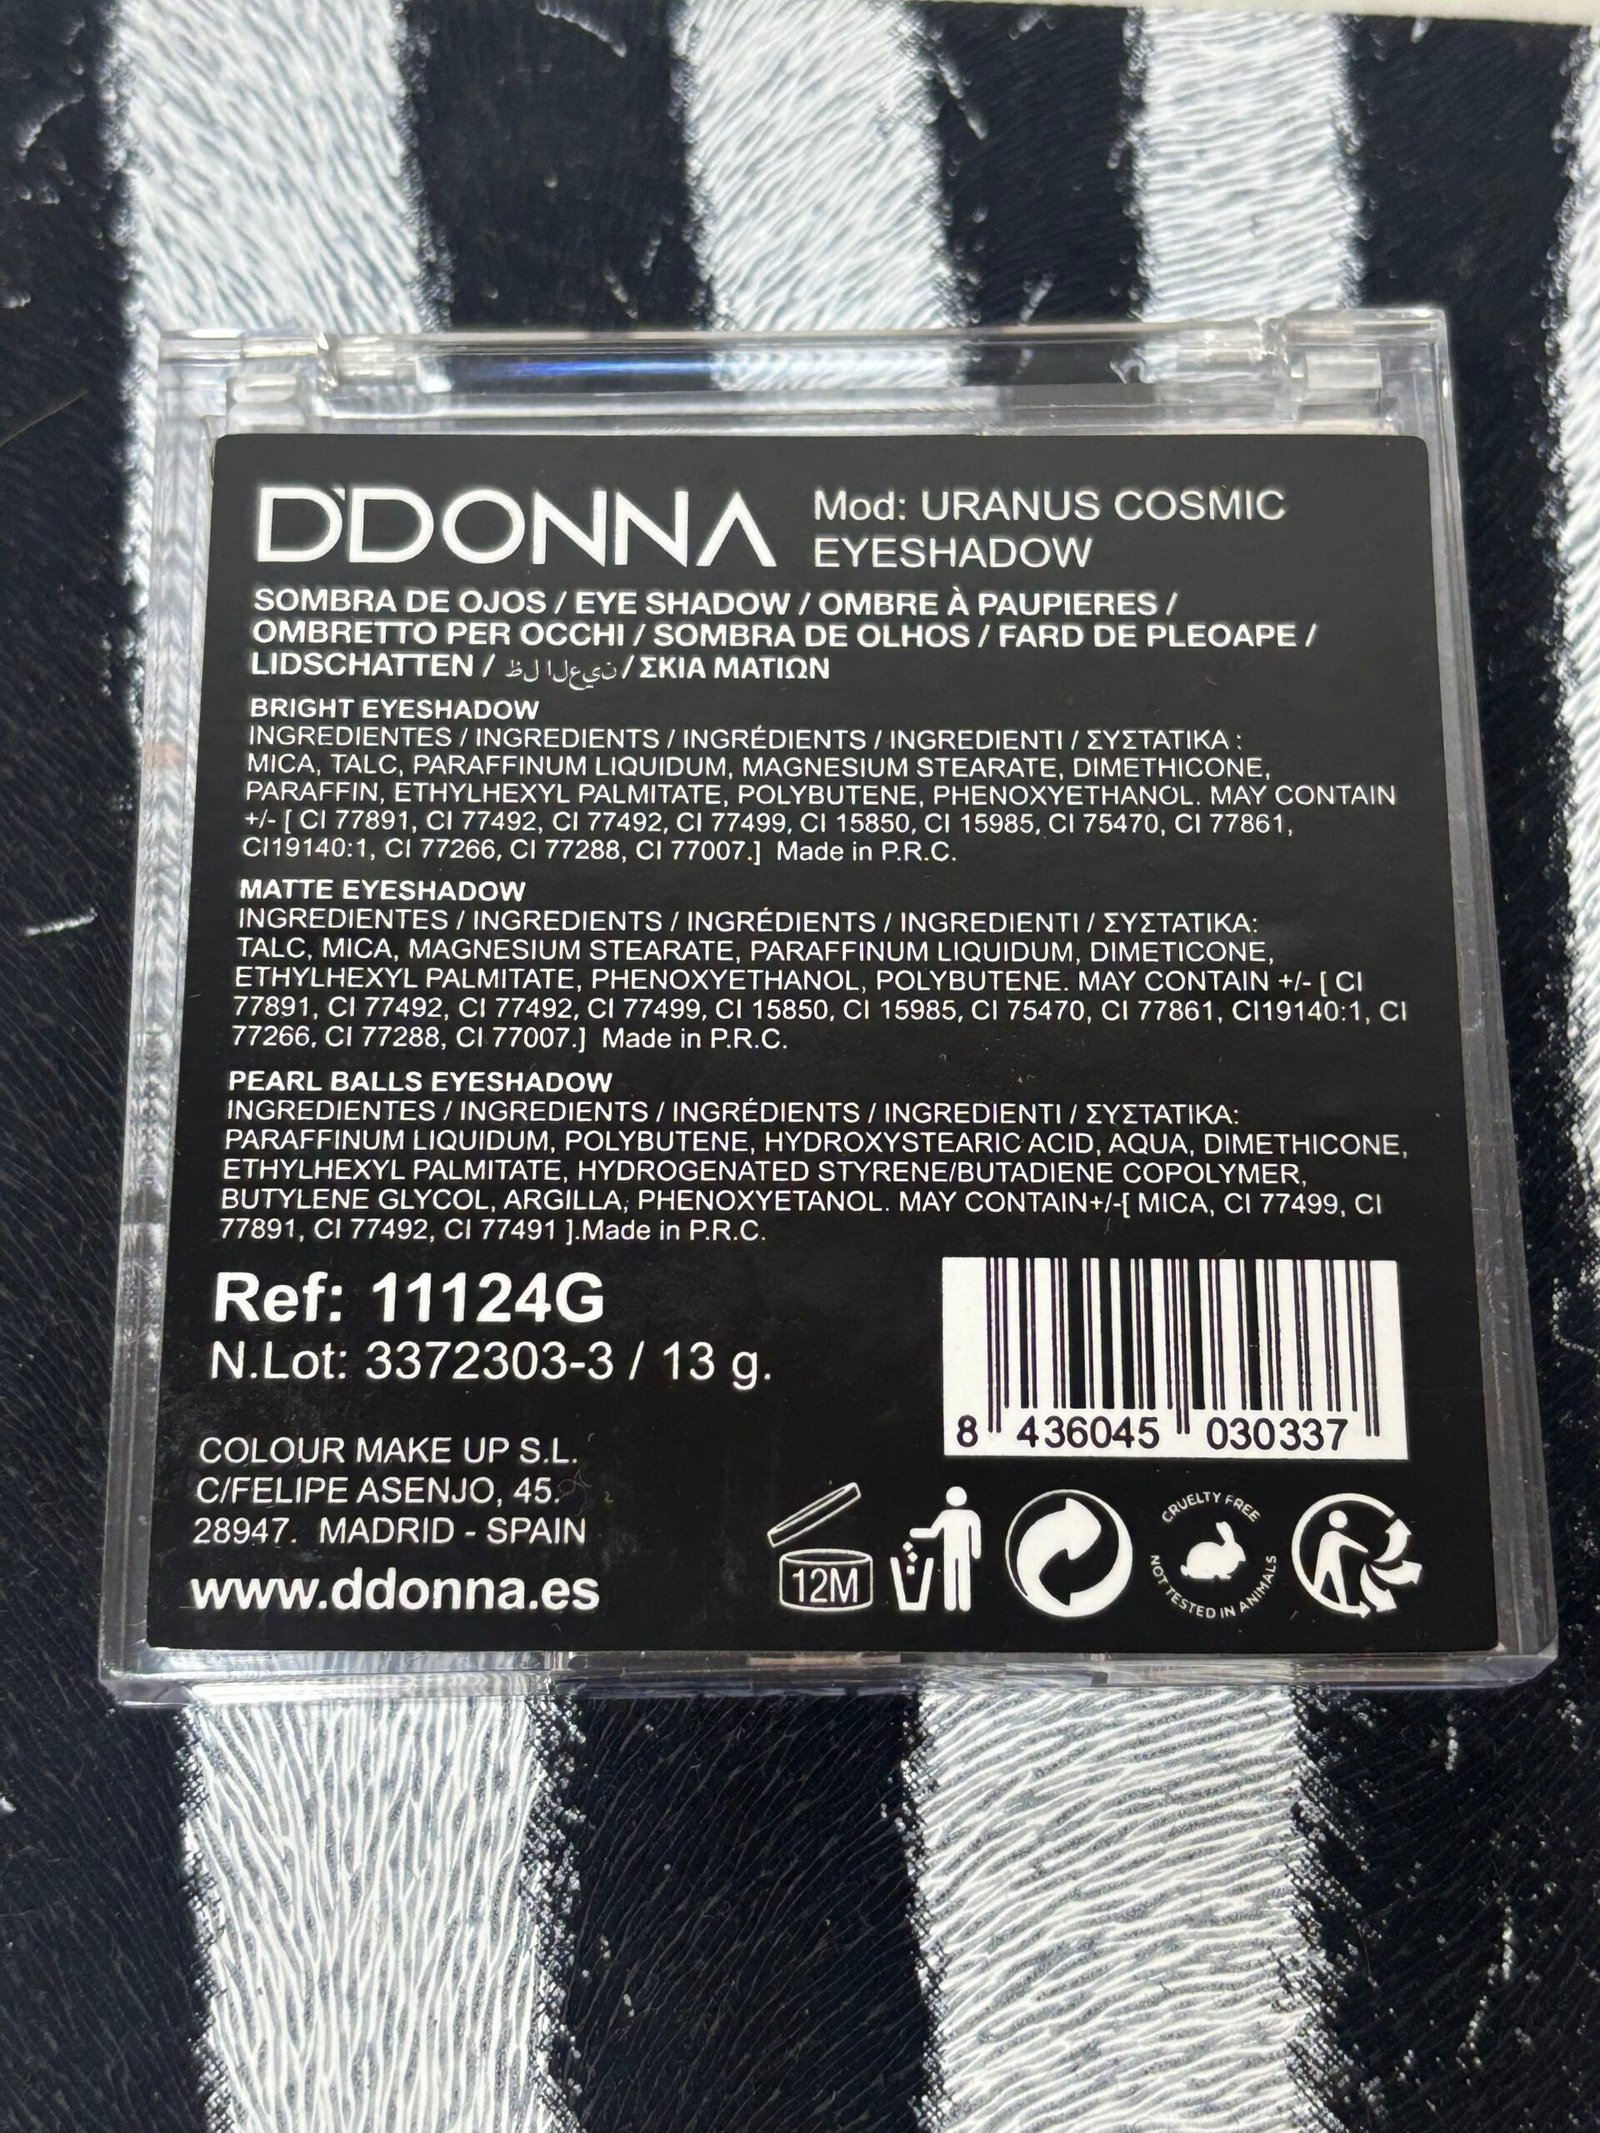 D'DONNA
Mod: URANUS COSMIC
EYESHADOW
SOMBRA DE OJOS / EYE SHADOW / OMBRE À PAUPIERES /
OMBRETTO PER OCCHI / SOMBRA DE OLHOS / FARD DE PLEOAPE /
LIDSCHATTEN / ظل العين / ΣΚΙΑ ΜΑΤΙΩΝ
BRIGHT EYESHADOW
INGREDIENTES / INGREDIENTS / INGRÉDIENTS / INGREDIENTI / ΣΥΣΤΑΤΙΚΑ :
MICA, TALC, PARAFFINUM LIQUIDUM, MAGNESIUM STEARATE, DIMETHICONE,
PARAFFIN, ETHYLHEXYL PALMITATE, POLYBUTENE, PHENOXYETHANOL. MAY CONTAIN
+/- [ CI 77891, CI 77492, CI 77492, CI 77499, CI 15850, CI 15985, CI 75470, CI 77861,
CI19140:1, CI 77266, CI 77288, CI 77007.] Made in P.R.C.
MATTE EYESHADOW
INGREDIENTES / INGREDIENTS / INGRÉDIENTS / INGREDIENTI / ΣΥΣΤΑΤΙΚΑ:
TALC, MICA, MAGNESIUM STEARATE, PARAFFINUM LIQUIDUM, DIMETICONE,
ETHYLHEXYL PALMITATE, PHENOXYETHANOL, POLYBUTENE. MAY CONTAIN +/- [ CI
77891, CI 77492, CI 77492, CI 77499, CI 15850, CI 15985, CI 75470, CI 77861, CI19140:1, CI
77266, CI 77288, CI 77007.] Made in P.R.C.
PEARL BALLS EYESHADOW
INGREDIENTES / INGREDIENTS / INGRÉDIENTS / INGREDIENTI / ΣΥΣΤΑΤΙΚΑ:
PARAFFINUM LIQUIDUM, POLYBUTENE, HYDROXYSTEARIC ACID, AQUA, DIMETHICONE,
ETHYLHEXYL PALMITATE, HYDROGENATED STYRENE/BUTADIENE COPOLYMER,
BUTYLENE GLYCOL, ARGILLA, PHENOXYETANOL. MAY CONTAIN+/-[ MICA, CI 77499, CI
77891, CI 77492, CI 77491 ].Made in P.R.C.
Ref: 11124G
N.Lot: 3372303-3 / 13 g.
8 436045 030337
COLOUR MAKE UP S.L.
C/FELIPE ASENJO, 45.
28947. MADRID - SPAIN
www.ddonna.es
12M
CRUELTY FREE
NOT TESTED IN ANIMALS